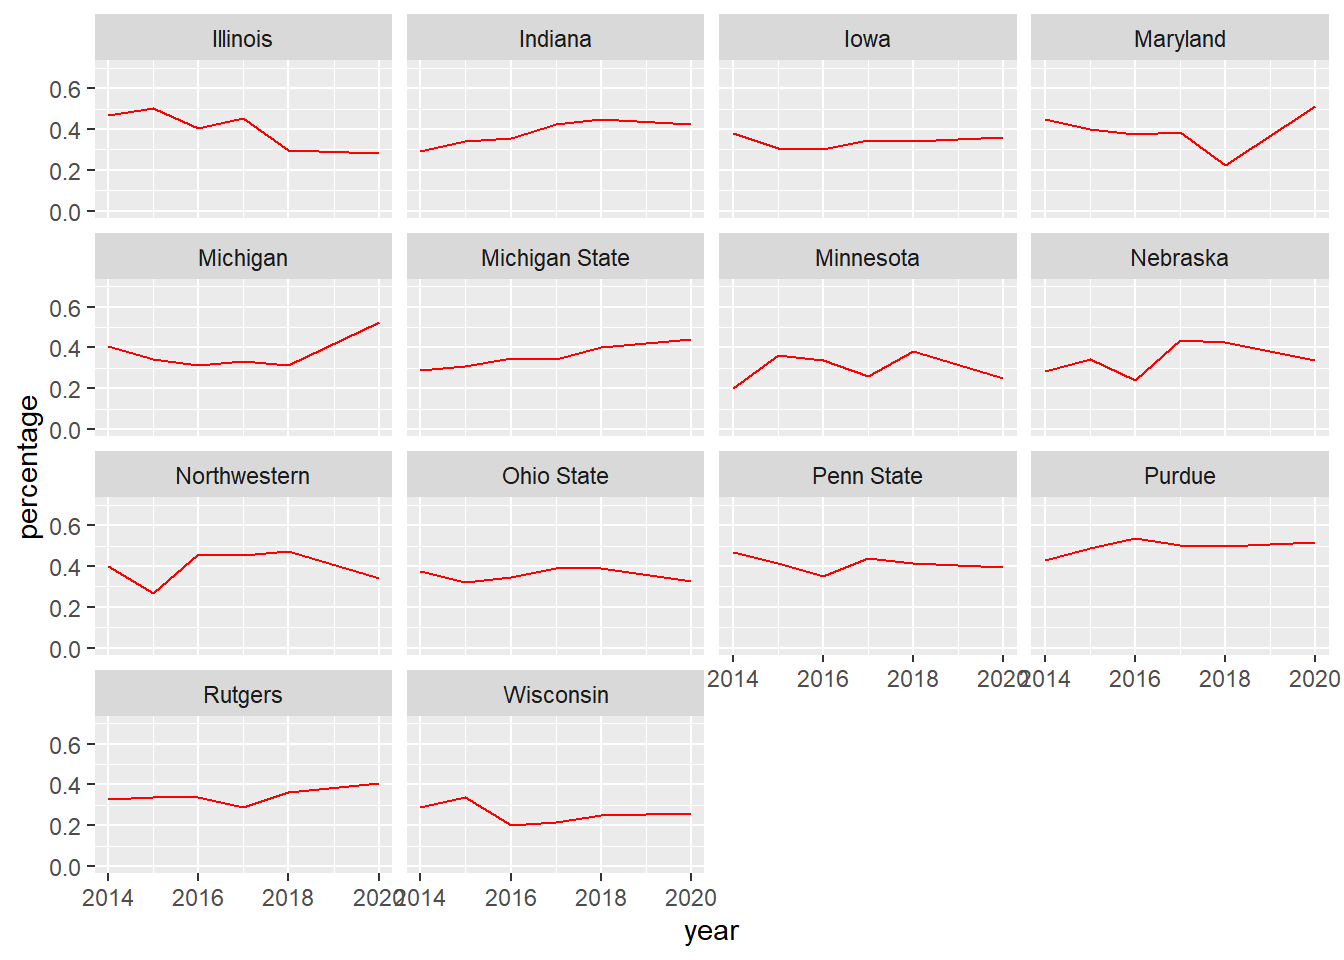 Illinois Indiana Iowa Maryland
0.6
0.4
0.2
0.0
Michigan Michigan State Minnesota Nebraska
0.6
0.4
0.2
0.0
percentage
Northwestern Ohio State Penn State Purdue
0.6
0.4
0.2
0.0
2014 2016 2018 2020 2014 2016 2018 2020
Rutgers Wisconsin
0.6
0.4
0.2
0.0
2014 2016 2018 2020 2014 2016 2018 2020
year